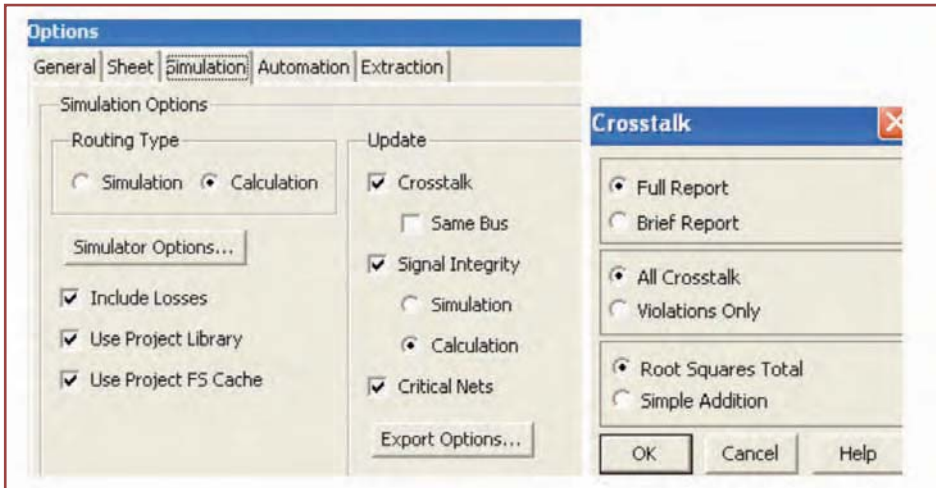 Options
General Sheet Simulation Automation Extraction
Simulation Options
Routing Type
Simulation Calculation
Simulator Options...
Include Losses
Use Project Library
Use Project FS Cache
Update
Crosstalk
Same Bus
Signal Integrity
Simulation
Calculation
Critical Nets
Export Options...
Crosstalk
Full Report
Brief Report
All Crosstalk
Violations Only
Root Squares Total
Simple Addition
OK Cancel Help